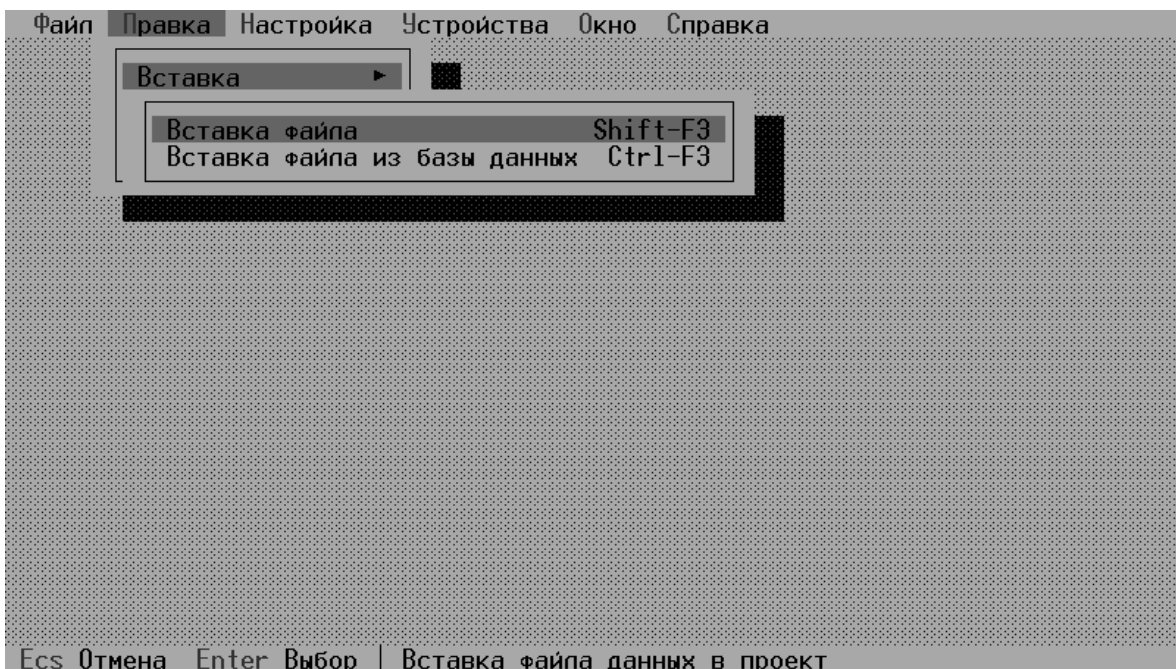 Файл Правка Настройка Устройства Окно Справка
Вставка ►
Вставка файла Shift-F3
Вставка файла из базы данных Ctrl-F3
Ecs Отмена Enter Выбор | Вставка файла данных в проект